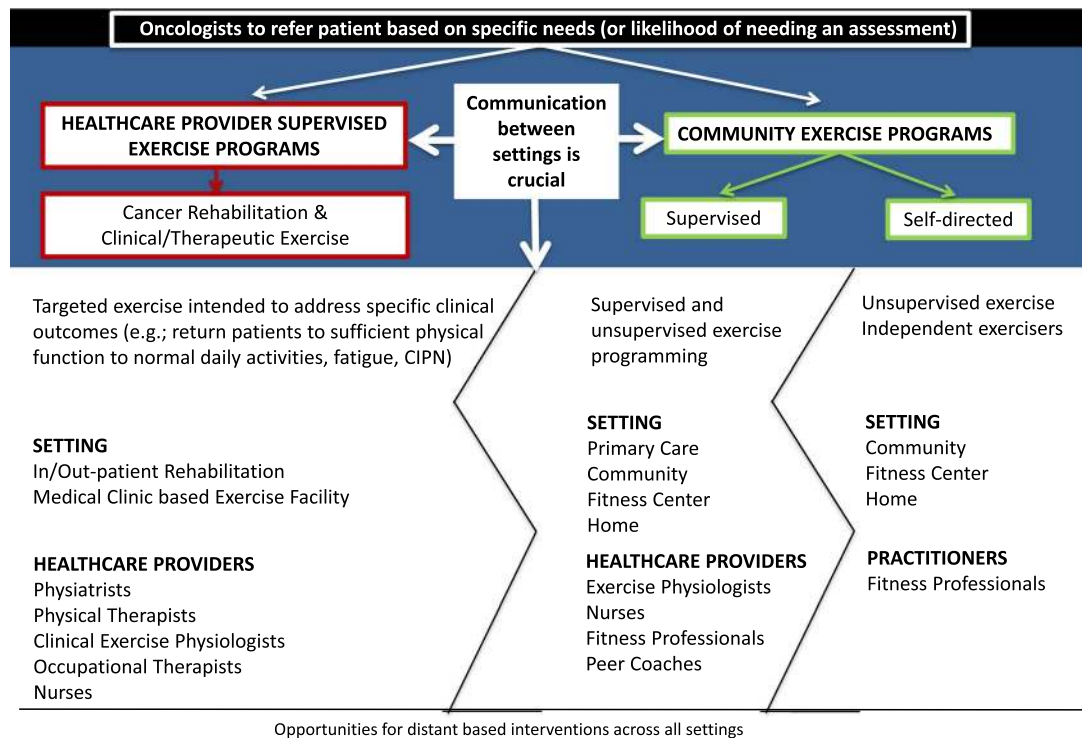 Oncologists to refer patient based on specific needs (or likelihood of needing an assessment)
HEALTHCARE PROVIDER SUPERVISED
EXERCISE PROGRAMS
Cancer Rehabilitation &
Clinical/Therapeutic Exercise
Communication
between
settings is
crucial
COMMUNITY EXERCISE PROGRAMS
Supervised
Self-directed
Targeted exercise intended to address specific clinical
outcomes (e.g.; return patients to sufficient physical
function to normal daily activities, fatigue, CIPN)
SETTING
In/Out-patient Rehabilitation
Medical Clinic based Exercise Facility
HEALTHCARE PROVIDERS
Physiatrists
Physical Therapists
Clinical Exercise Physiologists
Occupational Therapists
Nurses
Supervised and
unsupervised exercise
programming
SETTING
Primary Care
Community
Fitness Center
Home
HEALTHCARE PROVIDERS
Exercise Physiologists
Nurses
Fitness Professionals
Peer Coaches
Unsupervised exercise
Independent exercisers
SETTING
Community
Fitness Center
Home
PRACTITIONERS
Fitness Professionals
Opportunities for distant based interventions across all settings